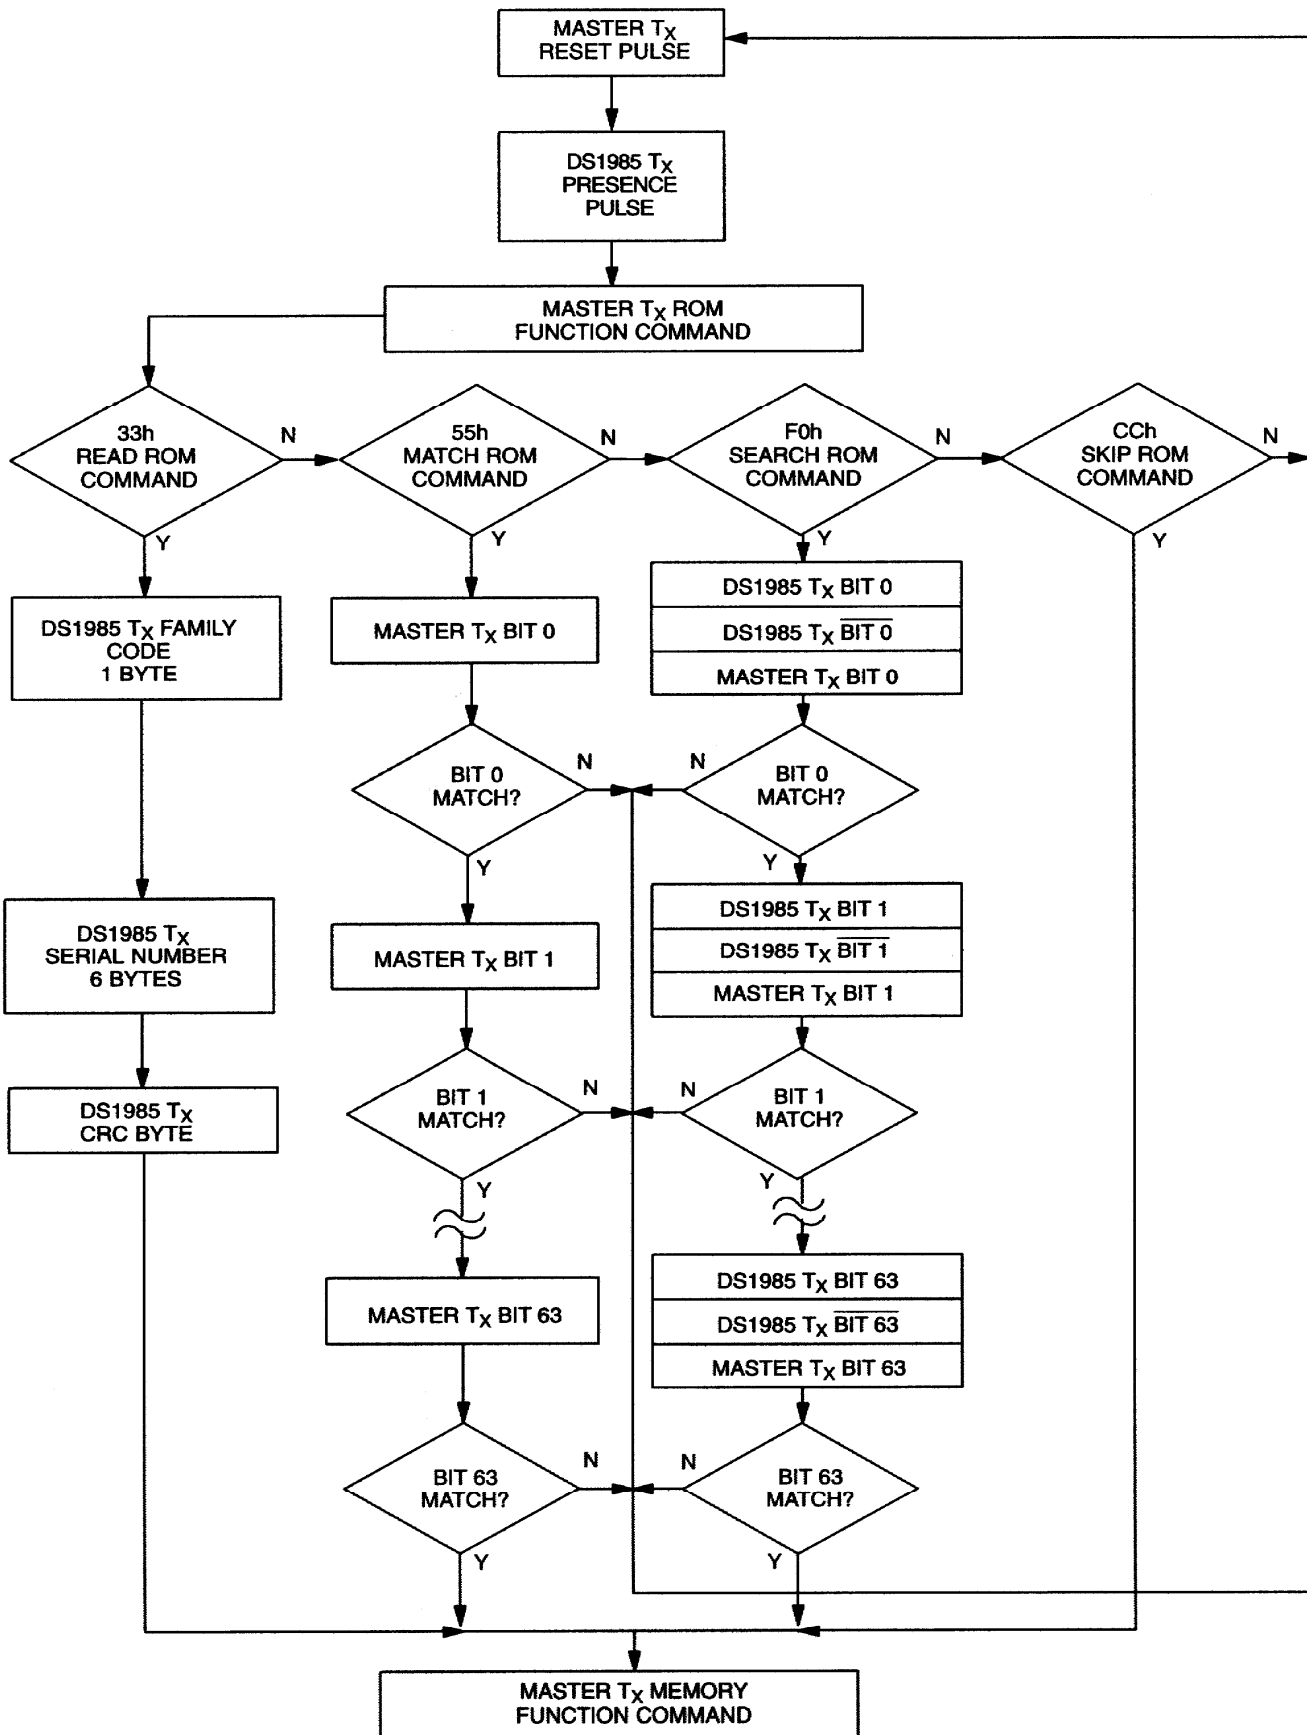 MASTER TX
RESET PULSE
DS1985 TX
PRESENCE
PULSE
MASTER TX ROM
FUNCTION COMMAND
33h
READ ROM
COMMAND
N
Y
55h
MATCH ROM
COMMAND
N
Y
F0h
SEARCH ROM
COMMAND
N
Y
CCh
SKIP ROM
COMMAND
N
Y
DS1985 TX FAMILY
CODE
1 BYTE
DS1985 TX
SERIAL NUMBER
6 BYTES
DS1985 TX
CRC BYTE
MASTER TX BIT 0
BIT 0
MATCH?
N
Y
MASTER TX BIT 1
BIT 1
MATCH?
N
Y
MASTER TX BIT 63
BIT 63
MATCH?
N
Y
DS1985 TX BIT 0
DS1985 TX BIT 0
MASTER TX BIT 0
N
BIT 0
MATCH?
Y
DS1985 TX BIT 1
DS1985 TX BIT 1
MASTER TX BIT 1
N
BIT 1
MATCH?
Y
DS1985 TX BIT 63
DS1985 TX BIT 63
MASTER TX BIT 63
N
BIT 63
MATCH?
Y
MASTER TX MEMORY
FUNCTION COMMAND